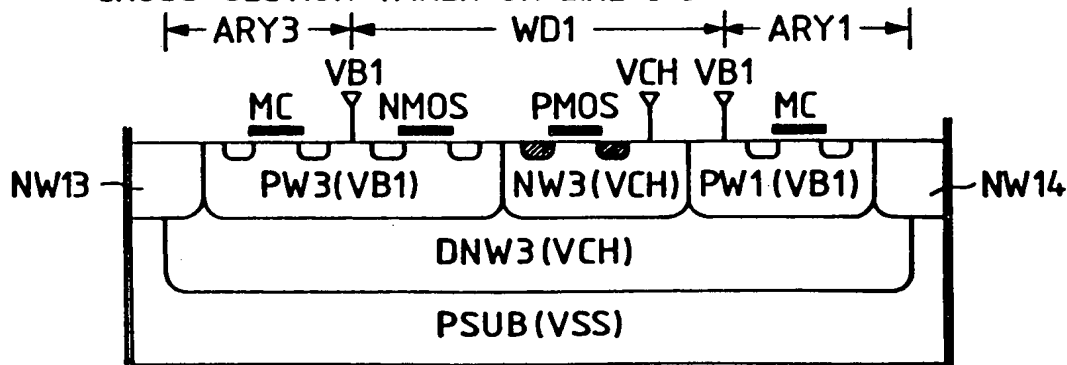 ARY3 WD1 ARY1
VB1 VCH VB1
MC NMOS PMOS MC
NW13 PW3(VB1) NW3(VCH) PW1(VB1) NW14
DNW3(VCH)
PSUB(VSS)